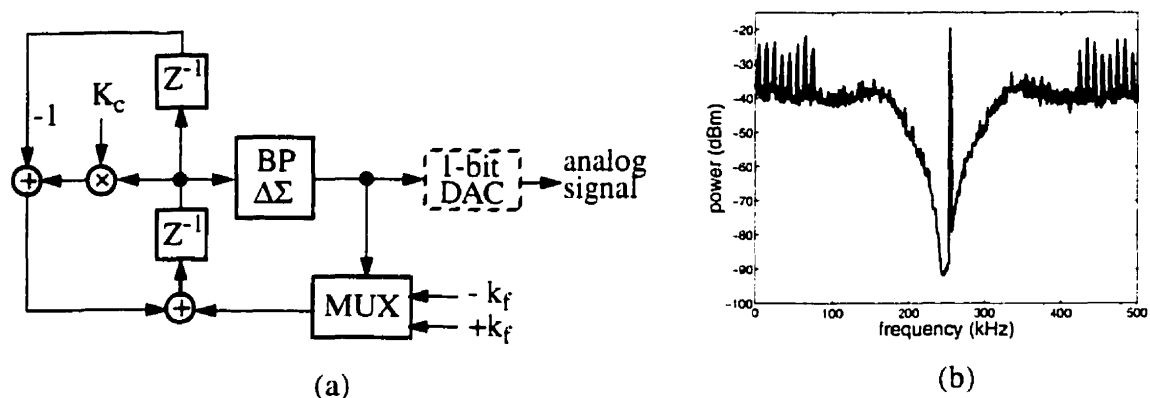 Z⁻¹
K_c
-1
+
×
BP
ΔΣ
1-bit
DAC
analog
signal
Z⁻¹
+
MUX
- k_f
+k_f
(a)
-20
-30
-40
-50
-60
-70
-80
-90
-100
power (dBm)
0
100
200
300
400
500
frequency (kHz)
(b)